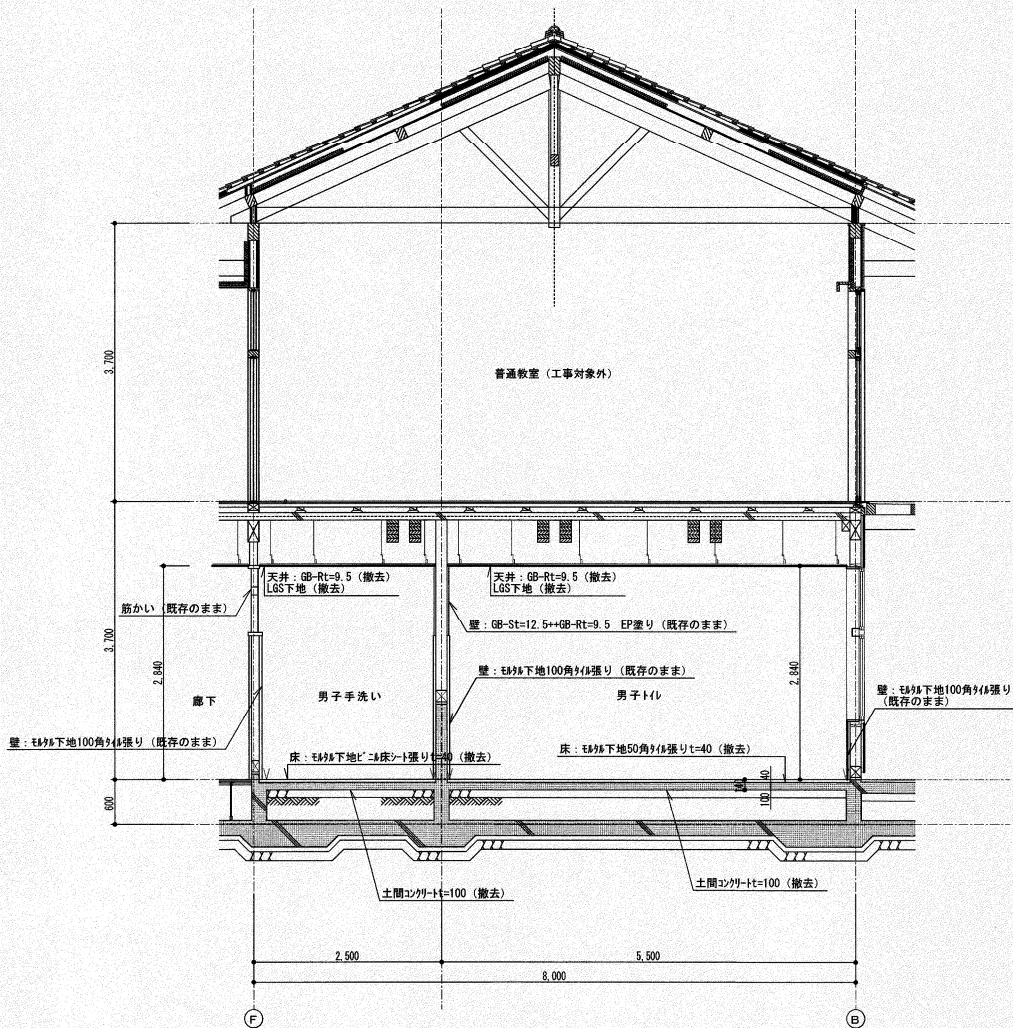 3,700
普通教室（工事対象外）
天井：GB-Rt=9.5（撤去）
LGS下地（撤去）
天井：GB-Rt=9.5（撤去）
LGS下地（撤去）
筋かい（既存のまま）
壁：GB-St=12.5++GB-Rt=9.5 EP塗り（既存のまま）
3,700
2,840
壁：ﾓﾙﾀﾙ下地100角ﾀｲﾙ張り（既存のまま）
2,840
廊下
男子手洗い
男子ﾄｲﾚ
壁：ﾓﾙﾀﾙ下地100角ﾀｲﾙ張り
（既存のまま）
壁：ﾓﾙﾀﾙ下地100角ﾀｲﾙ張り（既存のまま）
床：ﾓﾙﾀﾙ下地ﾋﾞﾆﾙ床ｼｰﾄ張りt=40（撤去）
床：ﾓﾙﾀﾙ下地50角ﾀｲﾙ張りt=40（撤去）
600
140
100
40
土間ｺﾝｸﾘｰﾄt=100（撤去）
土間ｺﾝｸﾘｰﾄt=100（撤去）
2,500
5,500
8,000
F
B